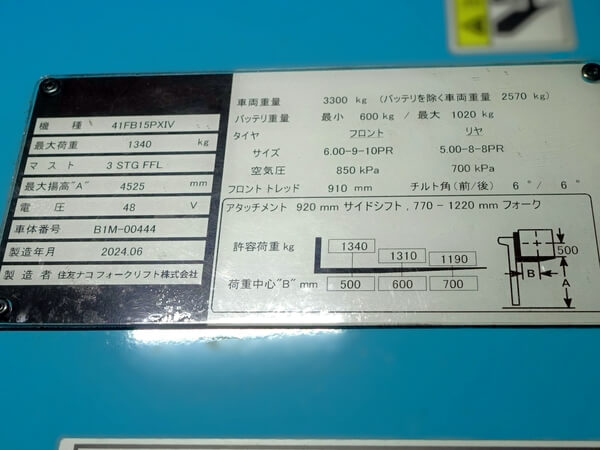 機種 41FB15PXIV
最大荷重 1340 kg
マスト 3 STG FFL
最大揚高"A" 4525 mm
電圧 48 V
車体番号 B1M-00444
製造年月 2024.06
製造者 住友ナコフォークリフト株式会社
車両重量 3300 kg (バッテリを除く車両重量 2570 kg)
バッテリ重量 最小 600 kg / 最大 1020 kg
タイヤ フロント リヤ
サイズ 6.00-9-10PR 5.00-8-8PR
空気圧 850 kPa 700 kPa
フロントトレッド 910 mm チルト角(前/後) 6°/ 6°
アタッチメント 920 mm サイドシフト, 770 - 1220 mm フォーク
許容荷重 kg 1340 1310 1190
荷重中心"B" mm 500 600 700
500
B
A